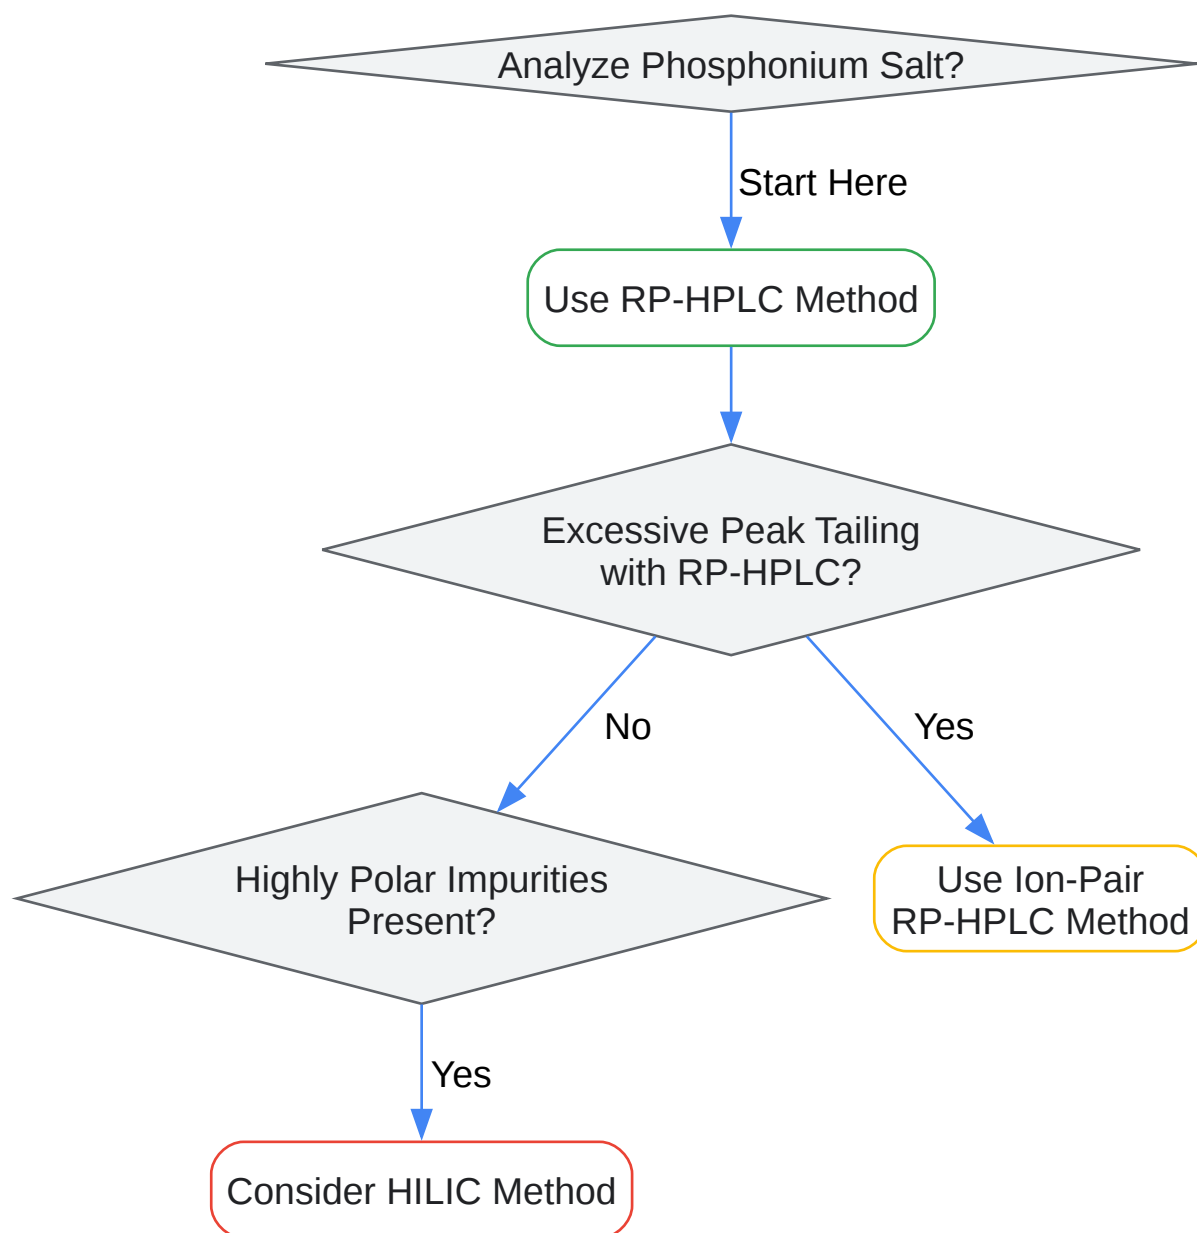 Analyze Phosphonium Salt?
Start Here
Use RP-HPLC Method
Excessive Peak Tailing
with RP-HPLC?
No
Yes
Highly Polar Impurities
Present?
Use Ion-Pair
RP-HPLC Method
Yes
Consider HILIC Method